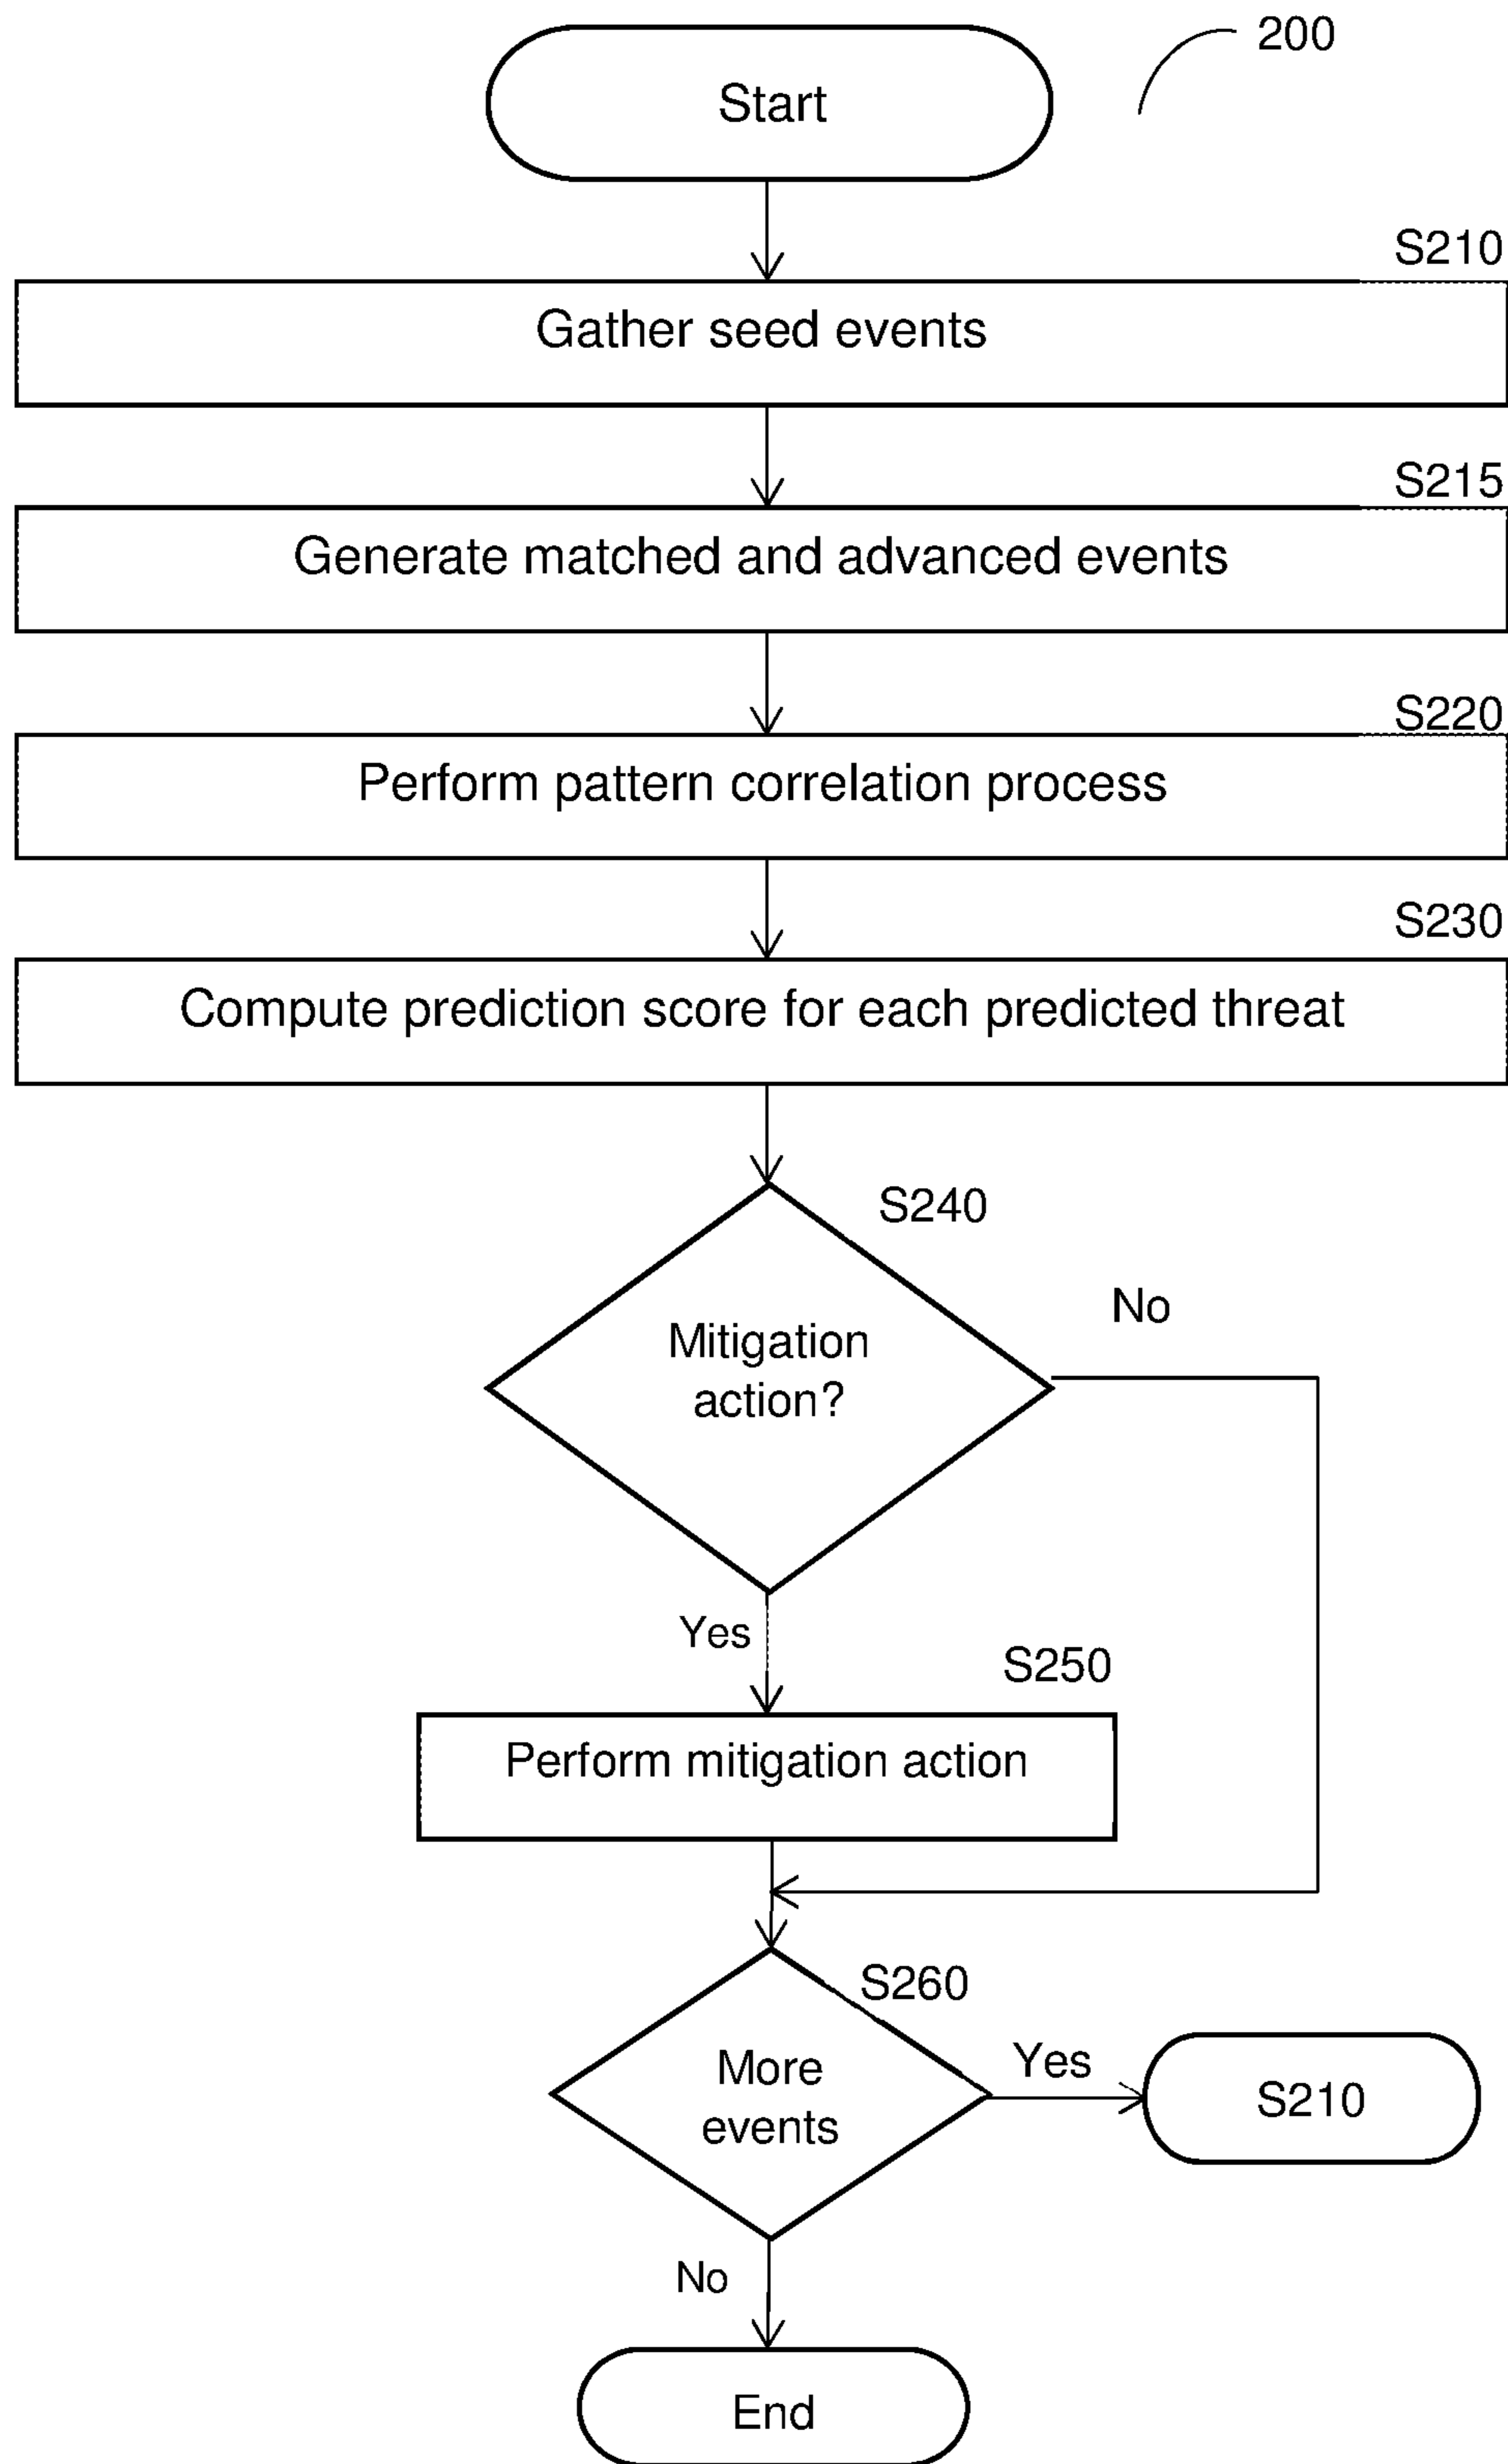 200
Start
S210
Gather seed events
S215
Generate matched and advanced events
S220
Perform pattern correlation process
S230
Compute prediction score for each predicted threat
S240
No
Mitigation
action?
Yes
S250
Perform mitigation action
S260
More
events
Yes
S210
No
End